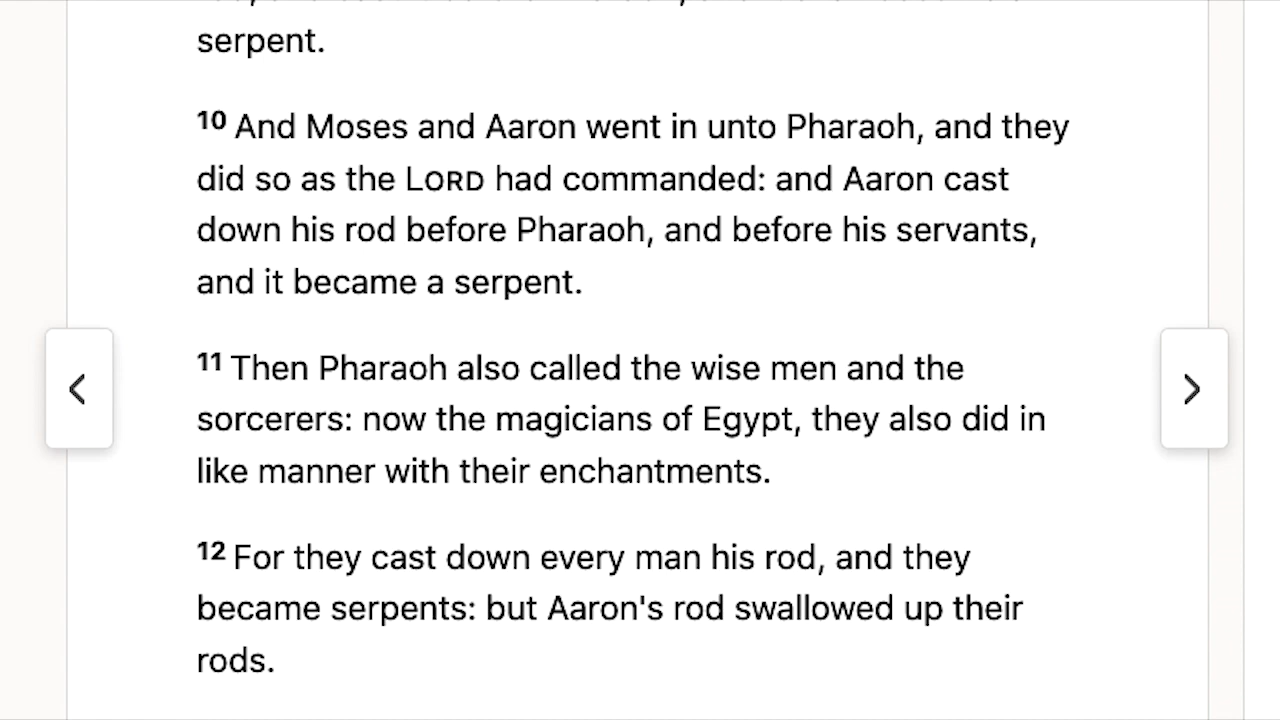 serpent.
10 And Moses and Aaron went in unto Pharaoh, and they
did so as the LORD had commanded: and Aaron cast
down his rod before Pharaoh, and before his servants,
and it became a serpent.
11 Then Pharaoh also called the wise men and the
sorcerers: now the magicians of Egypt, they also did in
like manner with their enchantments.
12 For they cast down every man his rod, and they
became serpents: but Aaron's rod swallowed up their
rods.